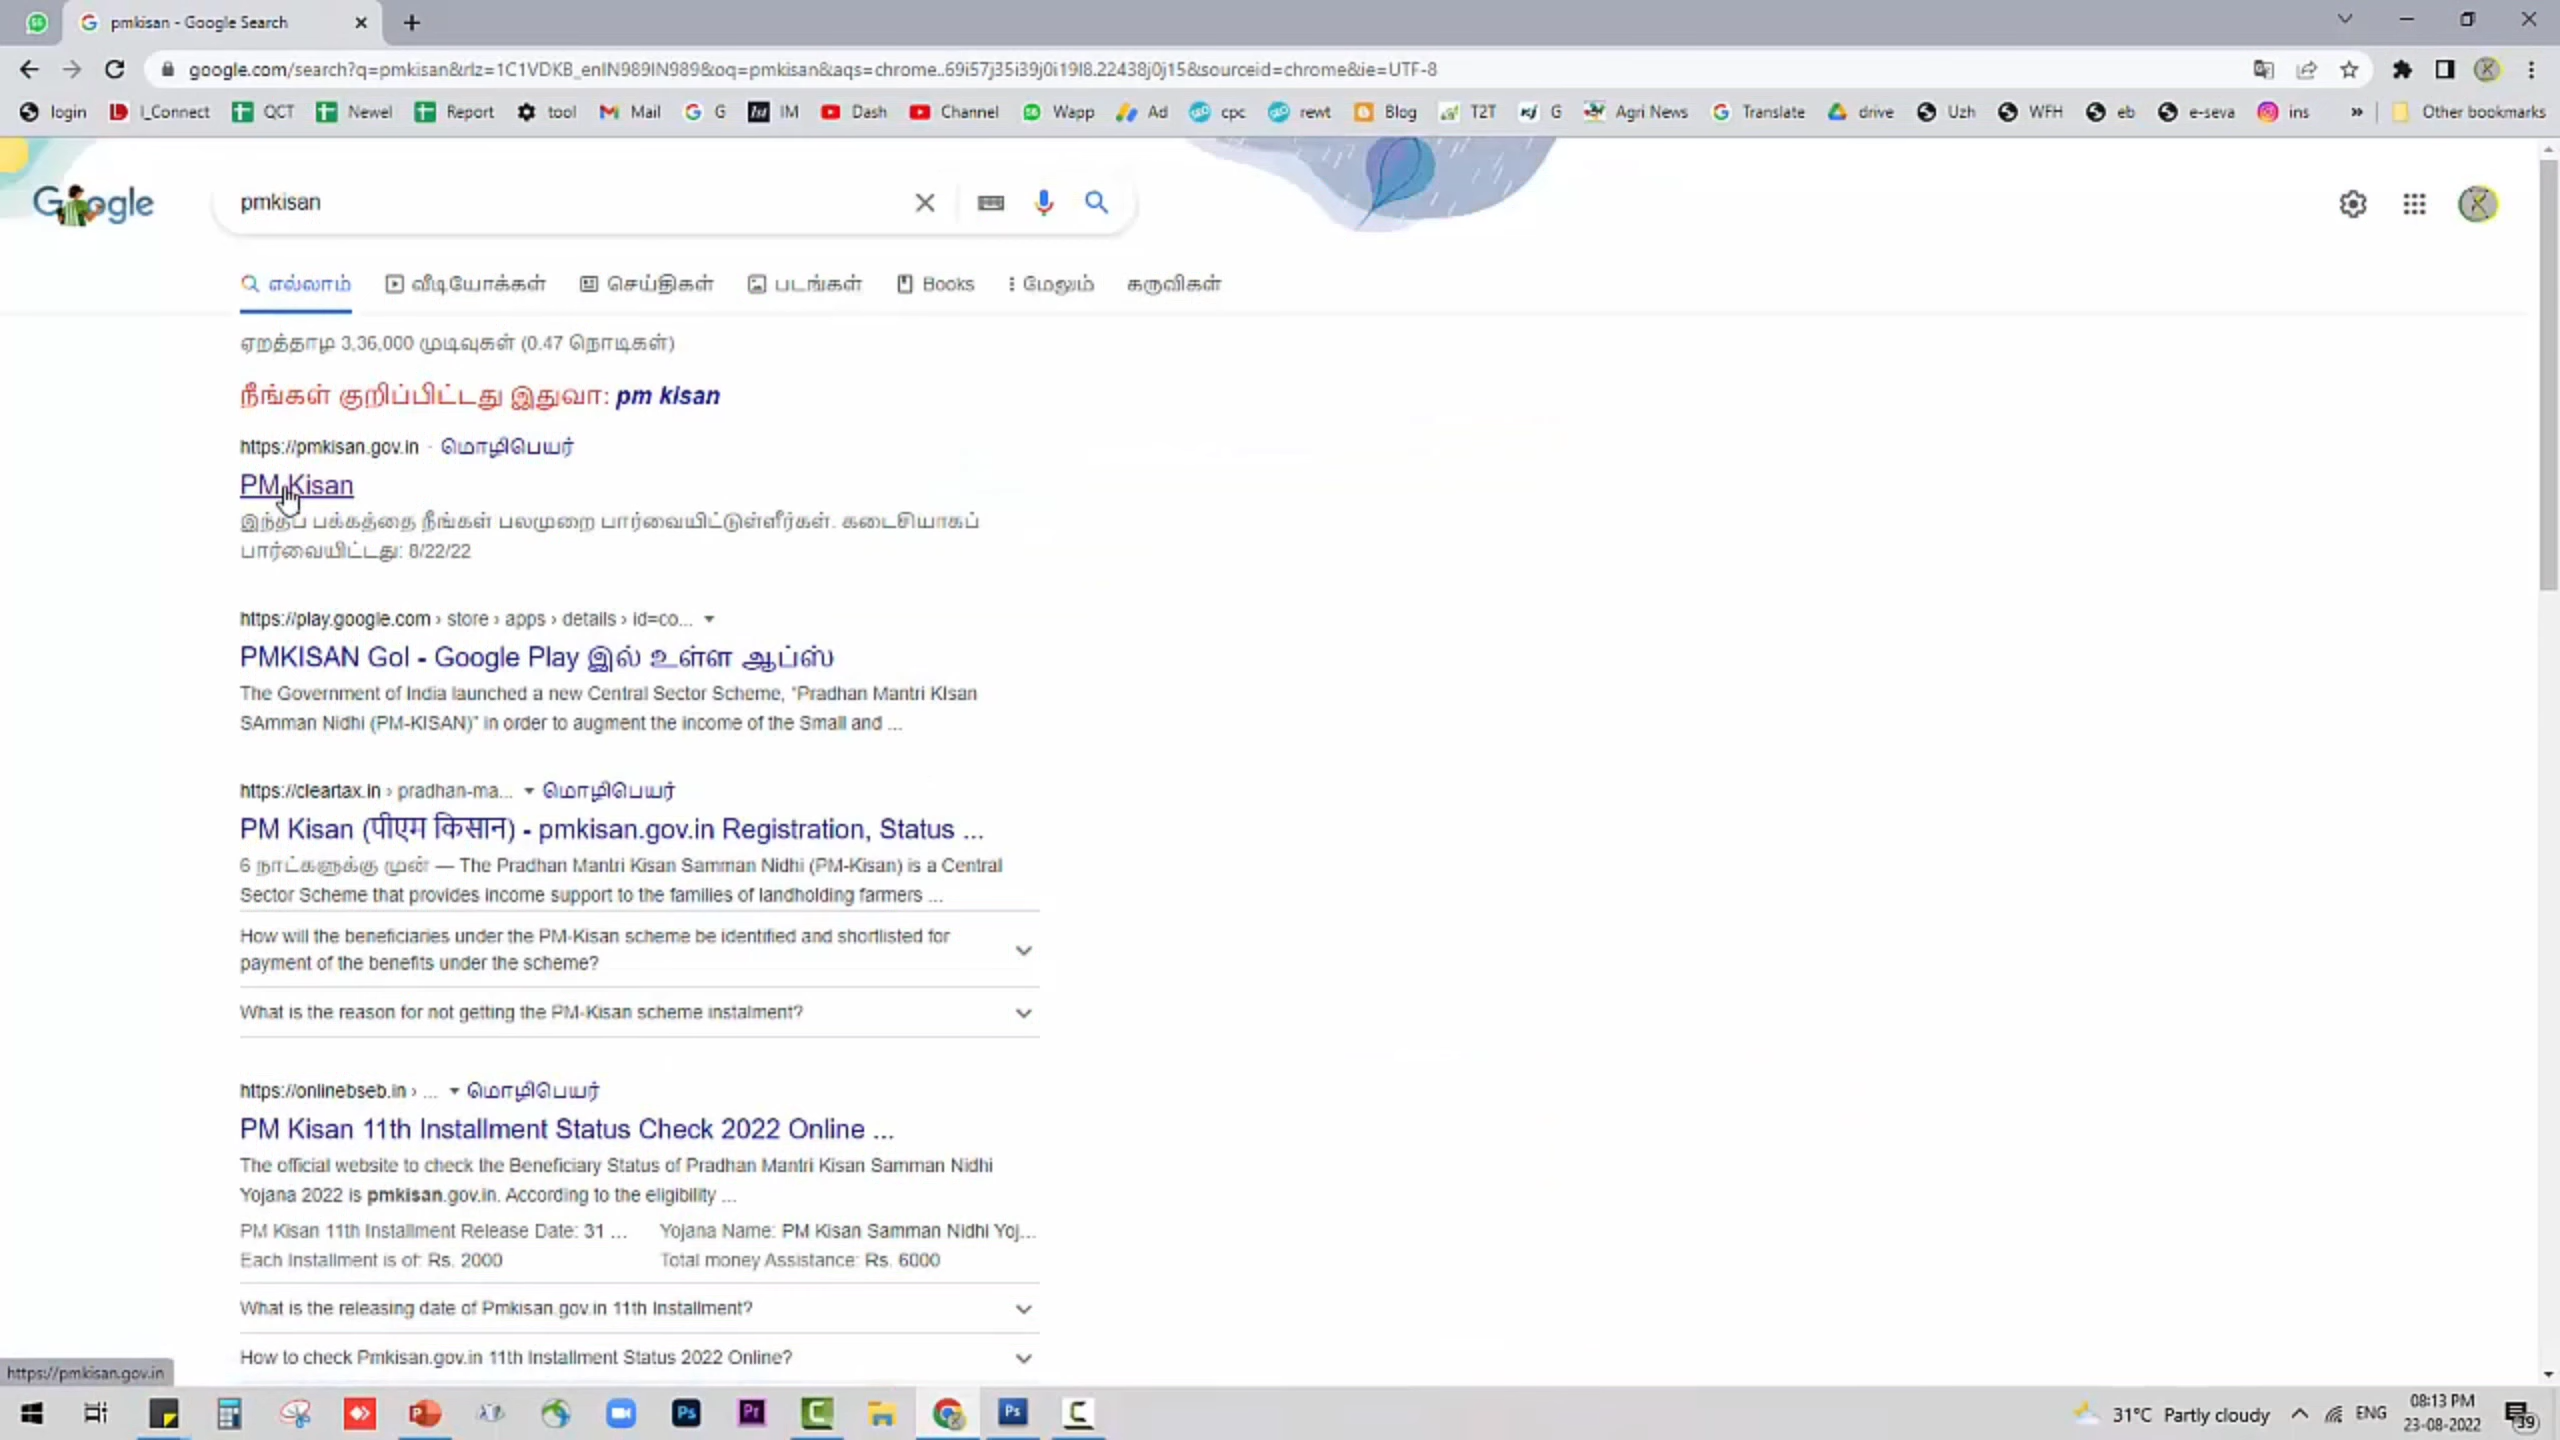 pmkisan - Google Search
google.com/search?q=pmkisan&rlz=1C1VDKB_enIN989IN989&oq=pmkisan&aqs=chrome..69i57j35i39j0i19l8.22438j0j15&sourceid=chrome&ie=UTF-8
login I_Connect QCT Newel Report tool Mail G IM Dash Channel Wapp Ad cpc rewt Blog T2T G Agri News Translate drive Uzh WFH eb e-seva ins » Other bookmarks
Google pmkisan
எல்லாம் வீடியோக்கள் செய்திகள் படங்கள் Books மேலும் கருவிகள்
ஏறத்தாழ 3,36,000 முடிவுகள் (0.47 நொடிகள்)
நீங்கள் குறிப்பிட்டது இதுவா: pm kisan
https://pmkisan.gov.in · மொழிபெயர்
PM Kisan
இந்தப் பக்கத்தை நீங்கள் பலமுறை பார்வையிட்டுள்ளீர்கள். கடைசியாகப்
பார்வையிட்டது: 8/22/22
https://play.google.com › store › apps › details › id=co...
PMKISAN GoI - Google Play இல் உள்ள ஆப்ஸ்
The Government of India launched a new Central Sector Scheme, “Pradhan Mantri KIsan
SAmman Nidhi (PM-KISAN)” in order to augment the income of the Small and ...
https://cleartax.in › pradhan-ma... மொழிபெயர்
PM Kisan (पीएम किसान) - pmkisan.gov.in Registration, Status ...
6 நாட்களுக்கு முன் — The Pradhan Mantri Kisan Samman Nidhi (PM-Kisan) is a Central
Sector Scheme that provides income support to the families of landholding farmers ...
How will the beneficiaries under the PM-Kisan scheme be identified and shortlisted for
payment of the benefits under the scheme?
What is the reason for not getting the PM-Kisan scheme instalment?
https://onlinebseb.in › ... மொழிபெயர்
PM Kisan 11th Installment Status Check 2022 Online ...
The official website to check the Beneficiary Status of Pradhan Mantri Kisan Samman Nidhi
Yojana 2022 is pmkisan.gov.in. According to the eligibility ...
PM Kisan 11th Installment Release Date: 31 ... Yojana Name: PM Kisan Samman Nidhi Yoj...
Each Installment is of: Rs. 2000 Total money Assistance: Rs. 6000
What is the releasing date of Pmkisan.gov.in 11th Installment?
How to check Pmkisan.gov.in 11th Installment Status 2022 Online?
https://pmkisan.gov.in
31°C Partly cloudy ENG 08:13 PM
23-08-2022 39